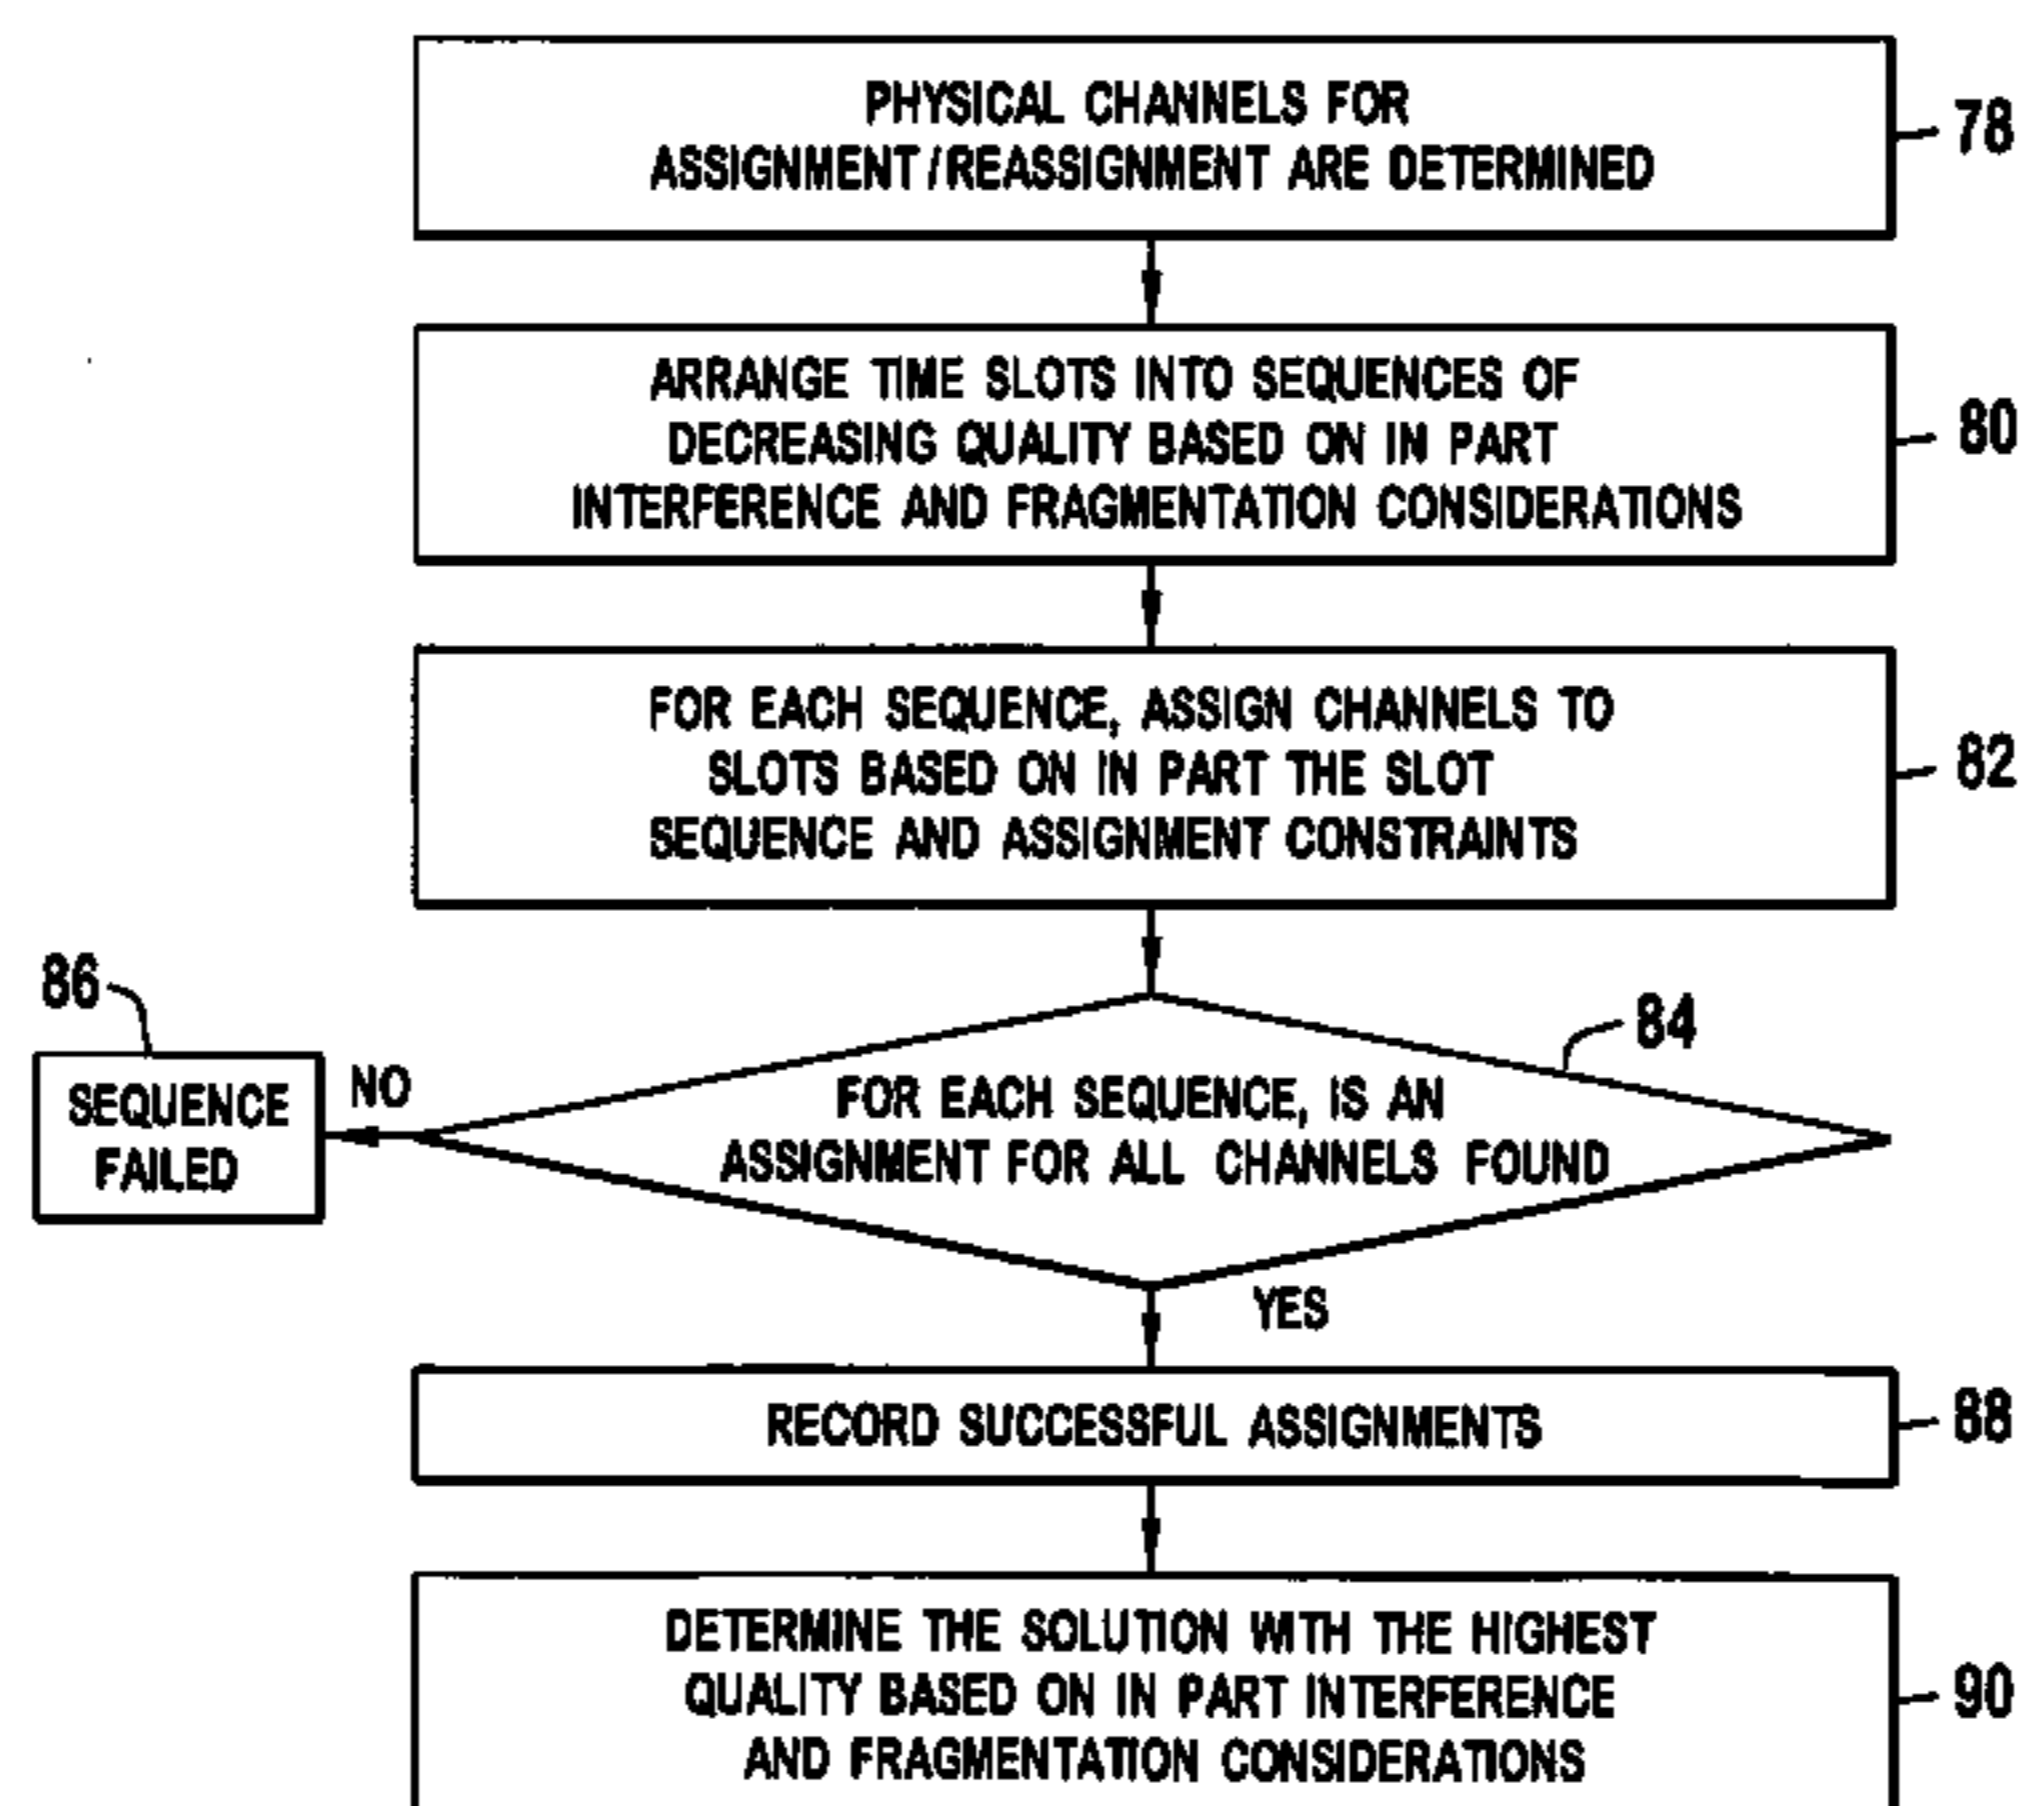 PHYSICAL CHANNELS FOR
ASSIGNMENT/REASSIGNMENT ARE DETERMINED
78
ARRANGE TIME SLOTS INTO SEQUENCES OF
DECREASING QUALITY BASED ON IN PART
INTERFERENCE AND FRAGMENTATION CONSIDERATIONS
80
FOR EACH SEQUENCE, ASSIGN CHANNELS TO
SLOTS BASED ON IN PART THE SLOT
SEQUENCE AND ASSIGNMENT CONSTRAINTS
82
86
84
SEQUENCE
FAILED
NO
FOR EACH SEQUENCE, IS AN
ASSIGNMENT FOR ALL CHANNELS FOUND
YES
RECORD SUCCESSFUL ASSIGNMENTS
88
DETERMINE THE SOLUTION WITH THE HIGHEST
QUALITY BASED ON IN PART INTERFERENCE
AND FRAGMENTATION CONSIDERATIONS
90